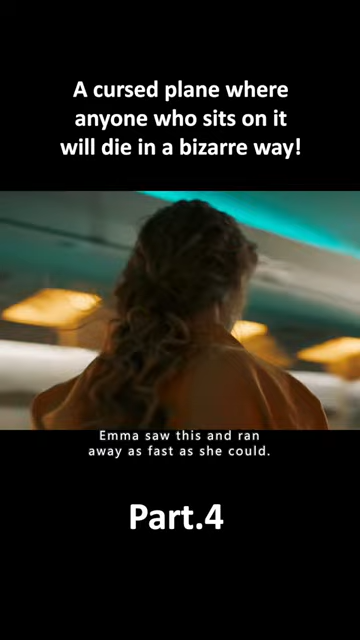 A cursed plane where
anyone who sits on it
will die in a bizarre way!
Emma saw this and ran
away as fast as she could.
Part.4